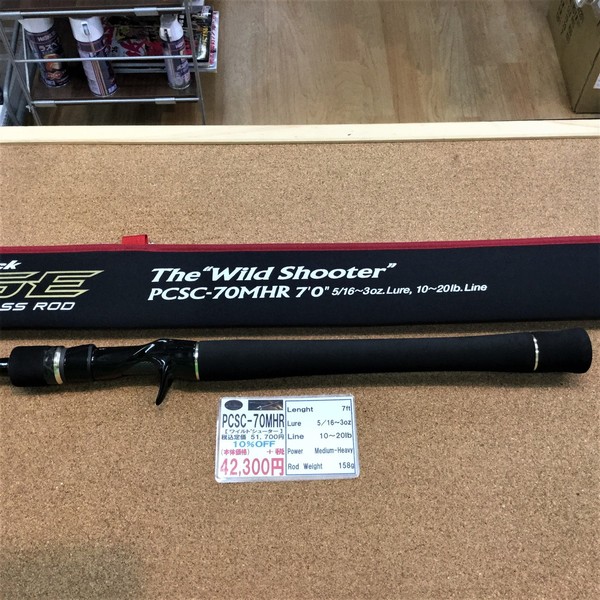 The "Wild Shooter"
PCSC-70MHR 7'0" 5/16~3oz. Lure, 10~20lb. Line
PCSC-70MHR
[ワイルドシューター]
税込定価 51,700円
10%OFF
(本体価格) +税
42,300円
Lenght 7ft
Lure 5/16~3oz
Line 10~20lb
Power Medium-Heavy
Rod Weight 158g